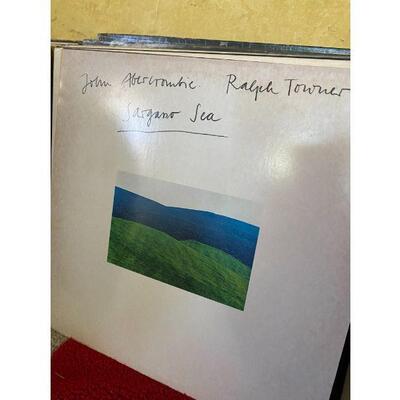 John Abercrombie. Ralph Towner
Sargasso Sea